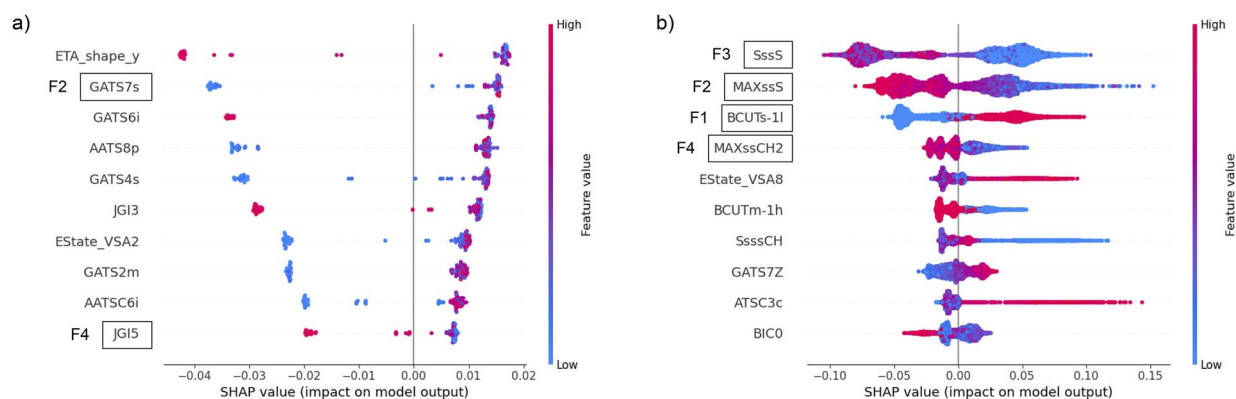 a)
High
ETA_shape_y
F2 GATS7s
GATS6i
AATS8p
GATS4s
JGI3
EState_VSA2
GATS2m
AATSC6i
F4 JGI5
Feature value
Low
−0.04 −0.03 −0.02 −0.01 0.00 0.01 0.02
SHAP value (impact on model output)
b)
High
F3 SssS
F2 MAXssS
F1 BCUTs-1l
F4 MAXssCH2
EState_VSA8
BCUTm-1h
SsssCH
GATS7Z
ATSC3c
BIC0
Feature value
Low
−0.10 −0.05 0.00 0.05 0.10 0.15
SHAP value (impact on model output)